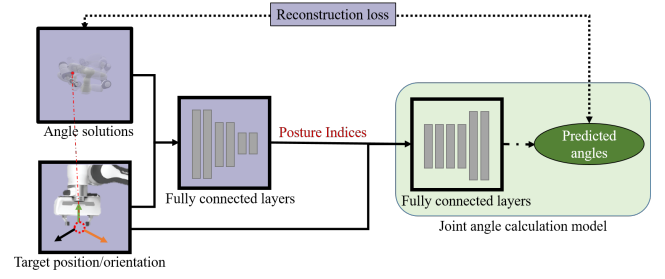 Reconstruction loss
Angle solutions
Posture Indices
Predicted
angles
Fully connected layers
Fully connected layers
Joint angle calculation model
Target position/orientation